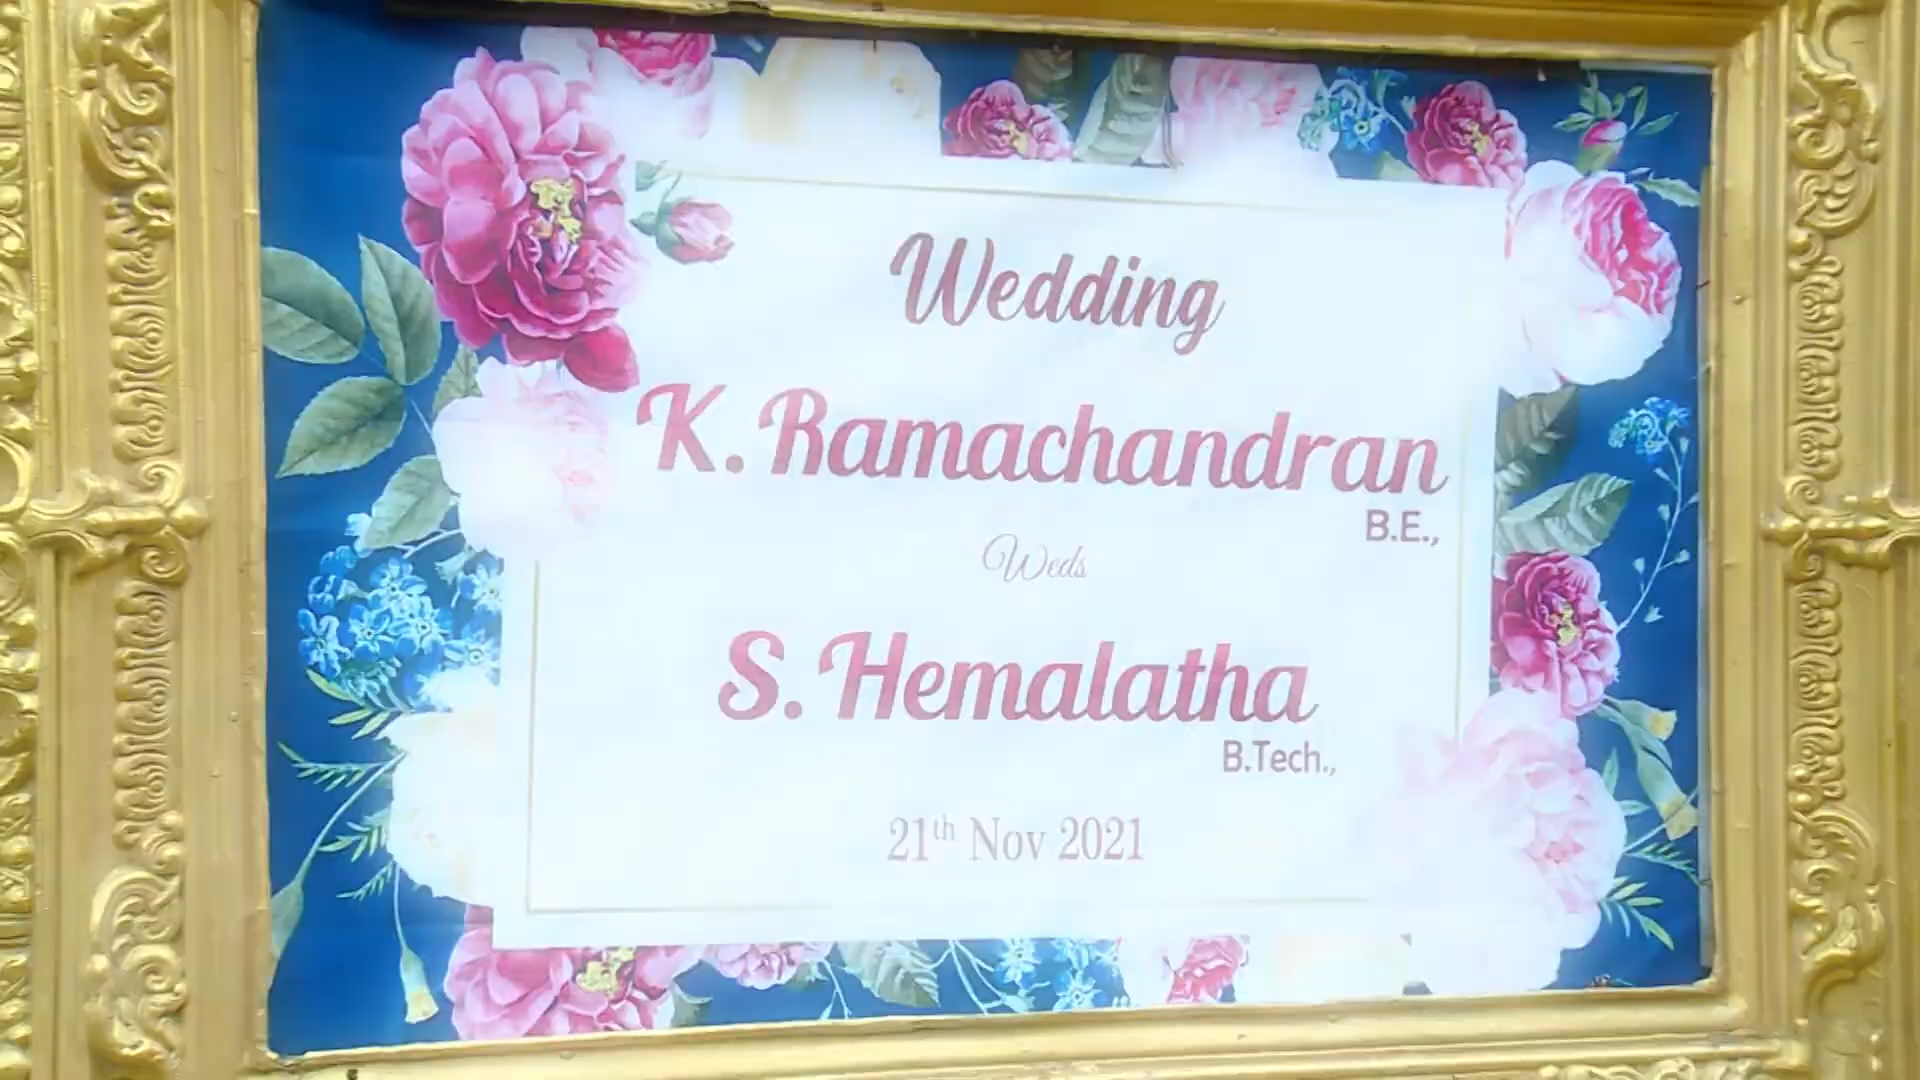 Wedding
K. Ramachandran
B.E.,
Weds
S. Hemalatha
B.Tech.,
21th Nov 2021